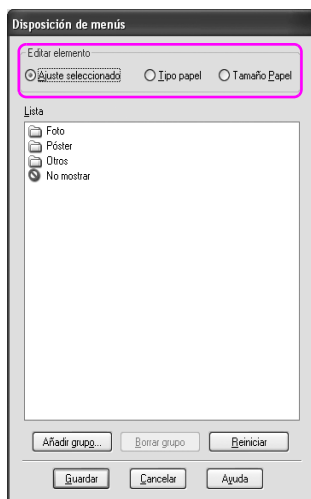 Disposición de menús
Editar elemento
Ajuste seleccionado Tipo papel Tamaño Papel
Lista
Foto
Póster
Otros
No mostrar
Añadir grupo... Borrar grupo Reiniciar
Guardar Cancelar Ayuda